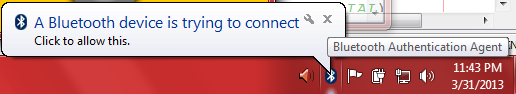 TAT)
A Bluetooth device is trying to connect
Click to allow this.
Bluetooth Authentication Agent
11:43 PM
3/31/2013